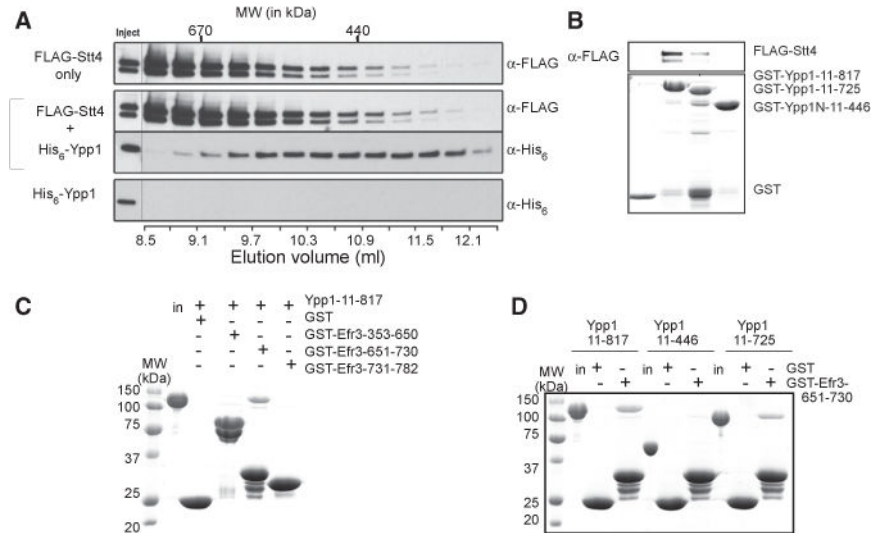 A
MW (in kDa)
670 440
Inject
FLAG-Stt4
only
α-FLAG
FLAG-Stt4
+
His6-Ypp1
α-FLAG
α-His6
His6-Ypp1
α-His6
8.5 9.1 9.7 10.3 10.9 11.5 12.1
Elution volume (ml)
B
α-FLAG
FLAG-Stt4
GST-Ypp1-11-817
GST-Ypp1-11-725
GST-Ypp1N-11-446
GST
C
in + + + + Ypp1-11-817
+ - - - GST
- + - - GST-Efr3-353-650
- - + - GST-Efr3-651-730
- - - + GST-Efr3-731-782
MW
(kDa)
150
100
75
37
25
20
D
Ypp1 Ypp1 Ypp1
11-817 11-446 11-725
MW
(kDa)
in + - in + - in + - GST
- + - + - + GST-Efr3-
651-730
150
100
75
37
25
20